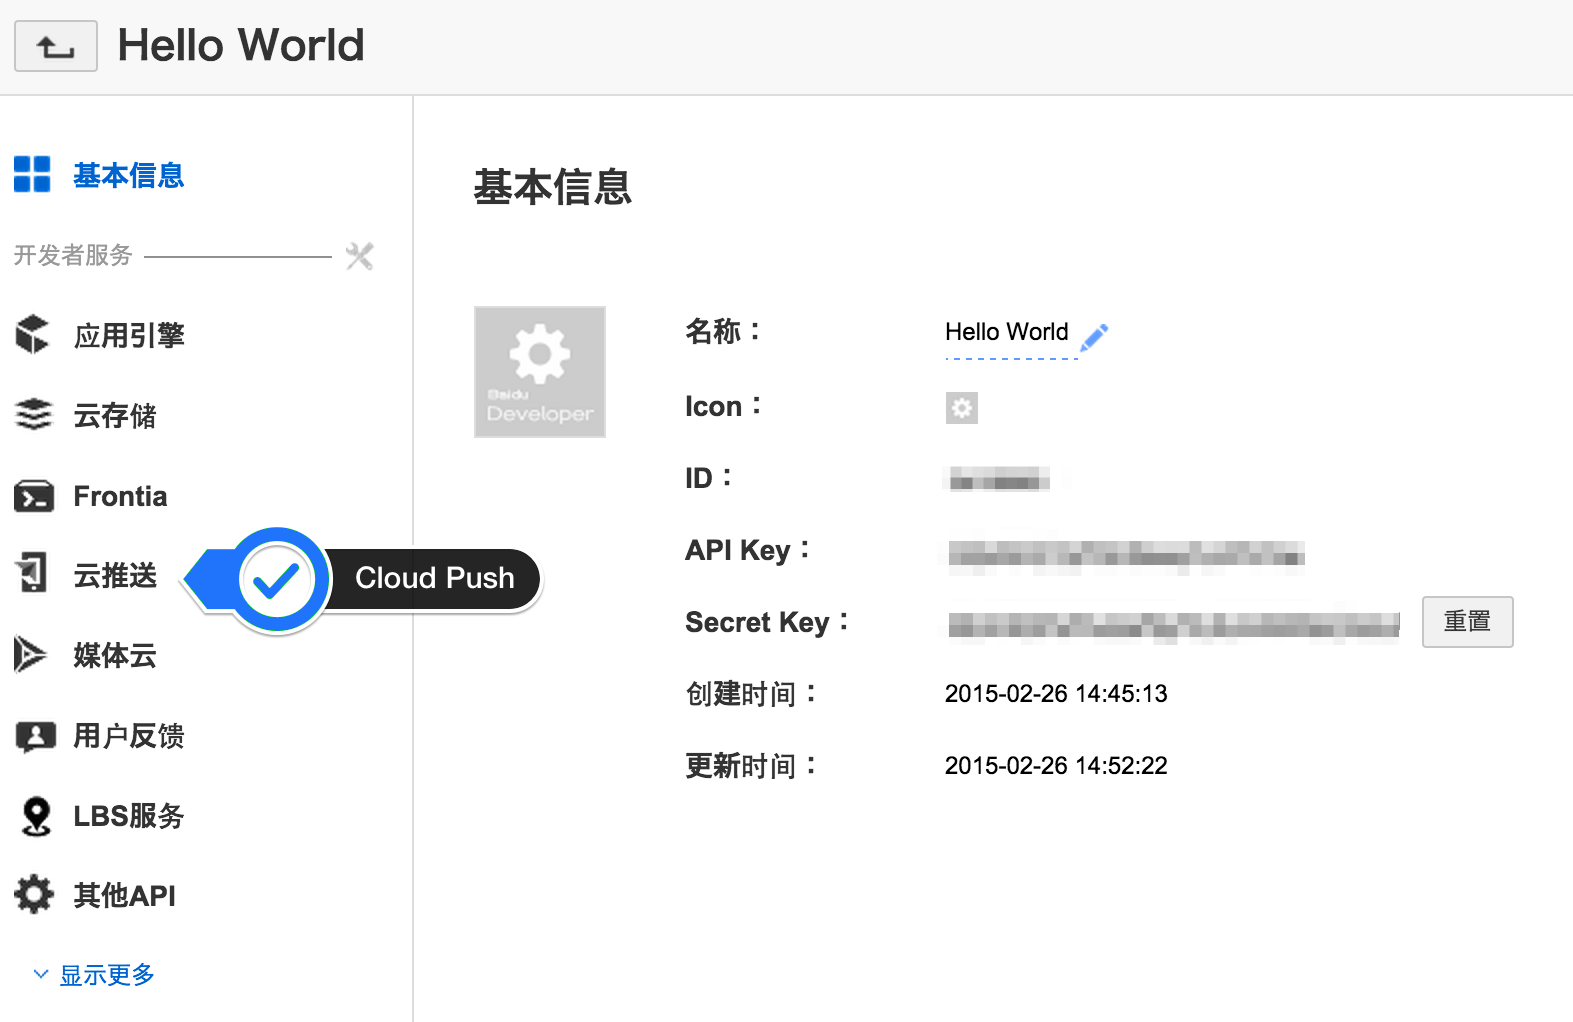 Hello World
基本信息
开发者服务
应用引擎
云存储
Frontia
云推送
Cloud Push
媒体云
用户反馈
LBS服务
其他API
显示更多
基本信息
Baidu
Developer
名称： Hello World
Icon：
ID：
API Key：
Secret Key： 重置
创建时间： 2015-02-26 14:45:13
更新时间： 2015-02-26 14:52:22